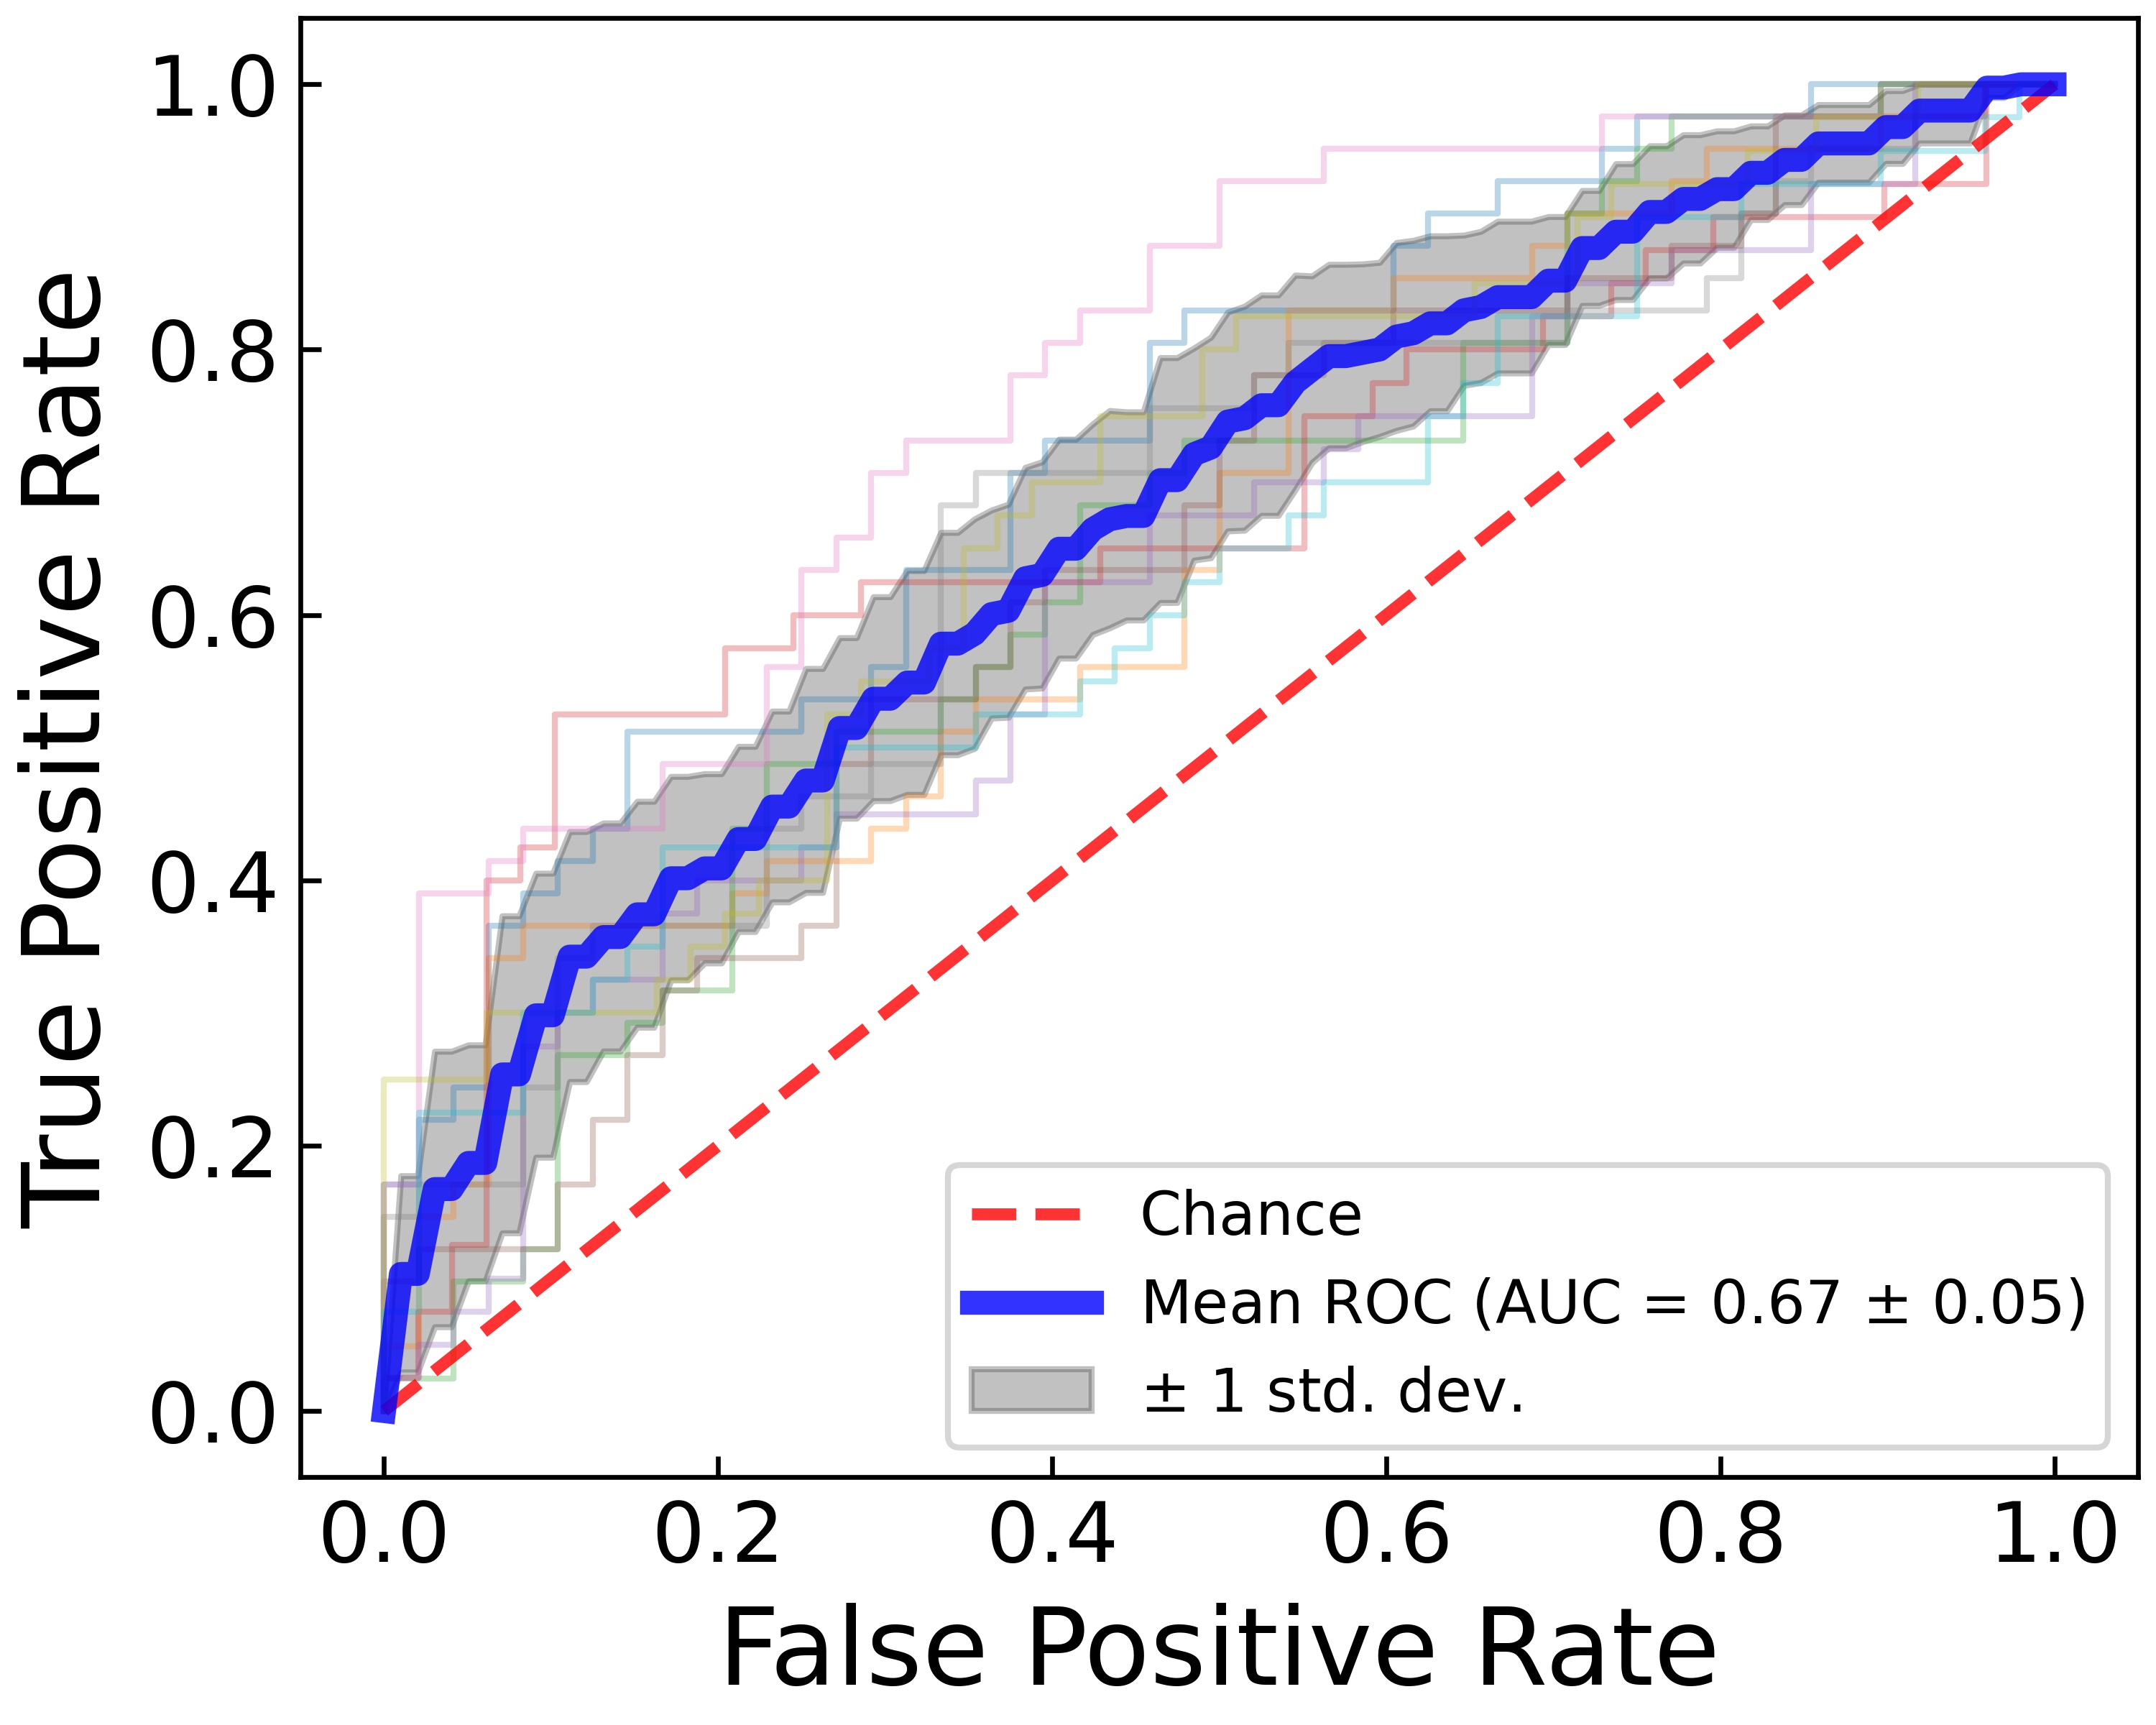 True Positive Rate
1.0
0.8
0.6
0.4
0.2
0.0
Chance
Mean ROC (AUC = 0.67 ± 0.05)
± 1 std. dev.
0.0 0.2 0.4 0.6 0.8 1.0
False Positive Rate